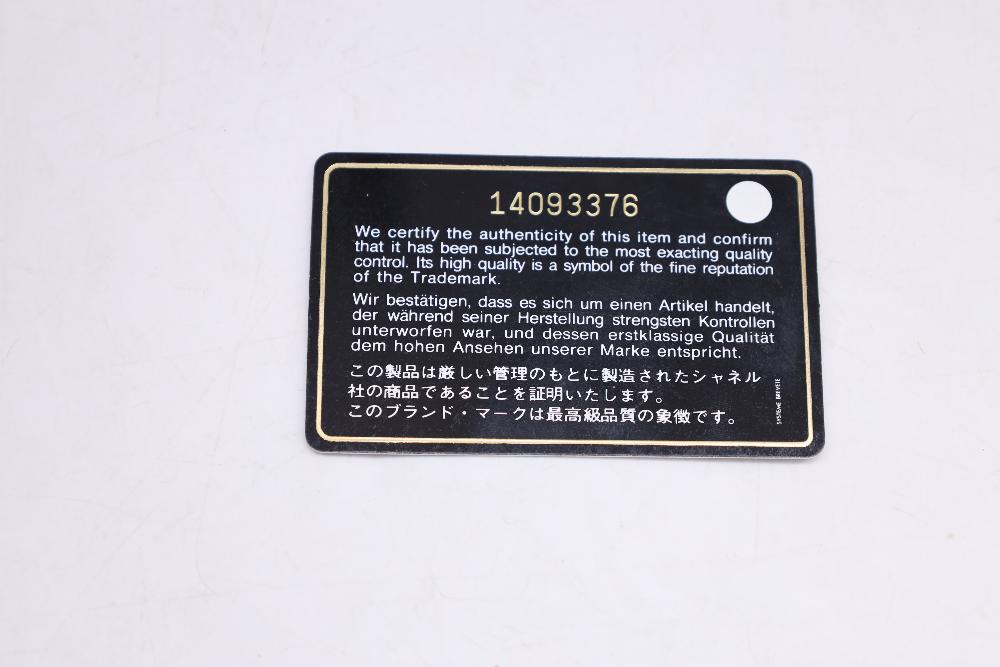 14093376
We certify the authenticity of this item and confirm
that it has been subjected to the most exacting quality
control. Its high quality is a symbol of the fine reputation
of the Trademark.
Wir bestätigen, dass es sich um einen Artikel handelt,
der während seiner Herstellung strengsten Kontrollen
unterworfen war, und dessen erstklassige Qualität
dem hohen Ansehen unserer Marke entspricht.
この製品は厳しい管理のもとに製造されたシャネル
社の商品であることを証明いたします。
このブランド・マークは最高級品質の象徴です。
SYSTEME BREVETE